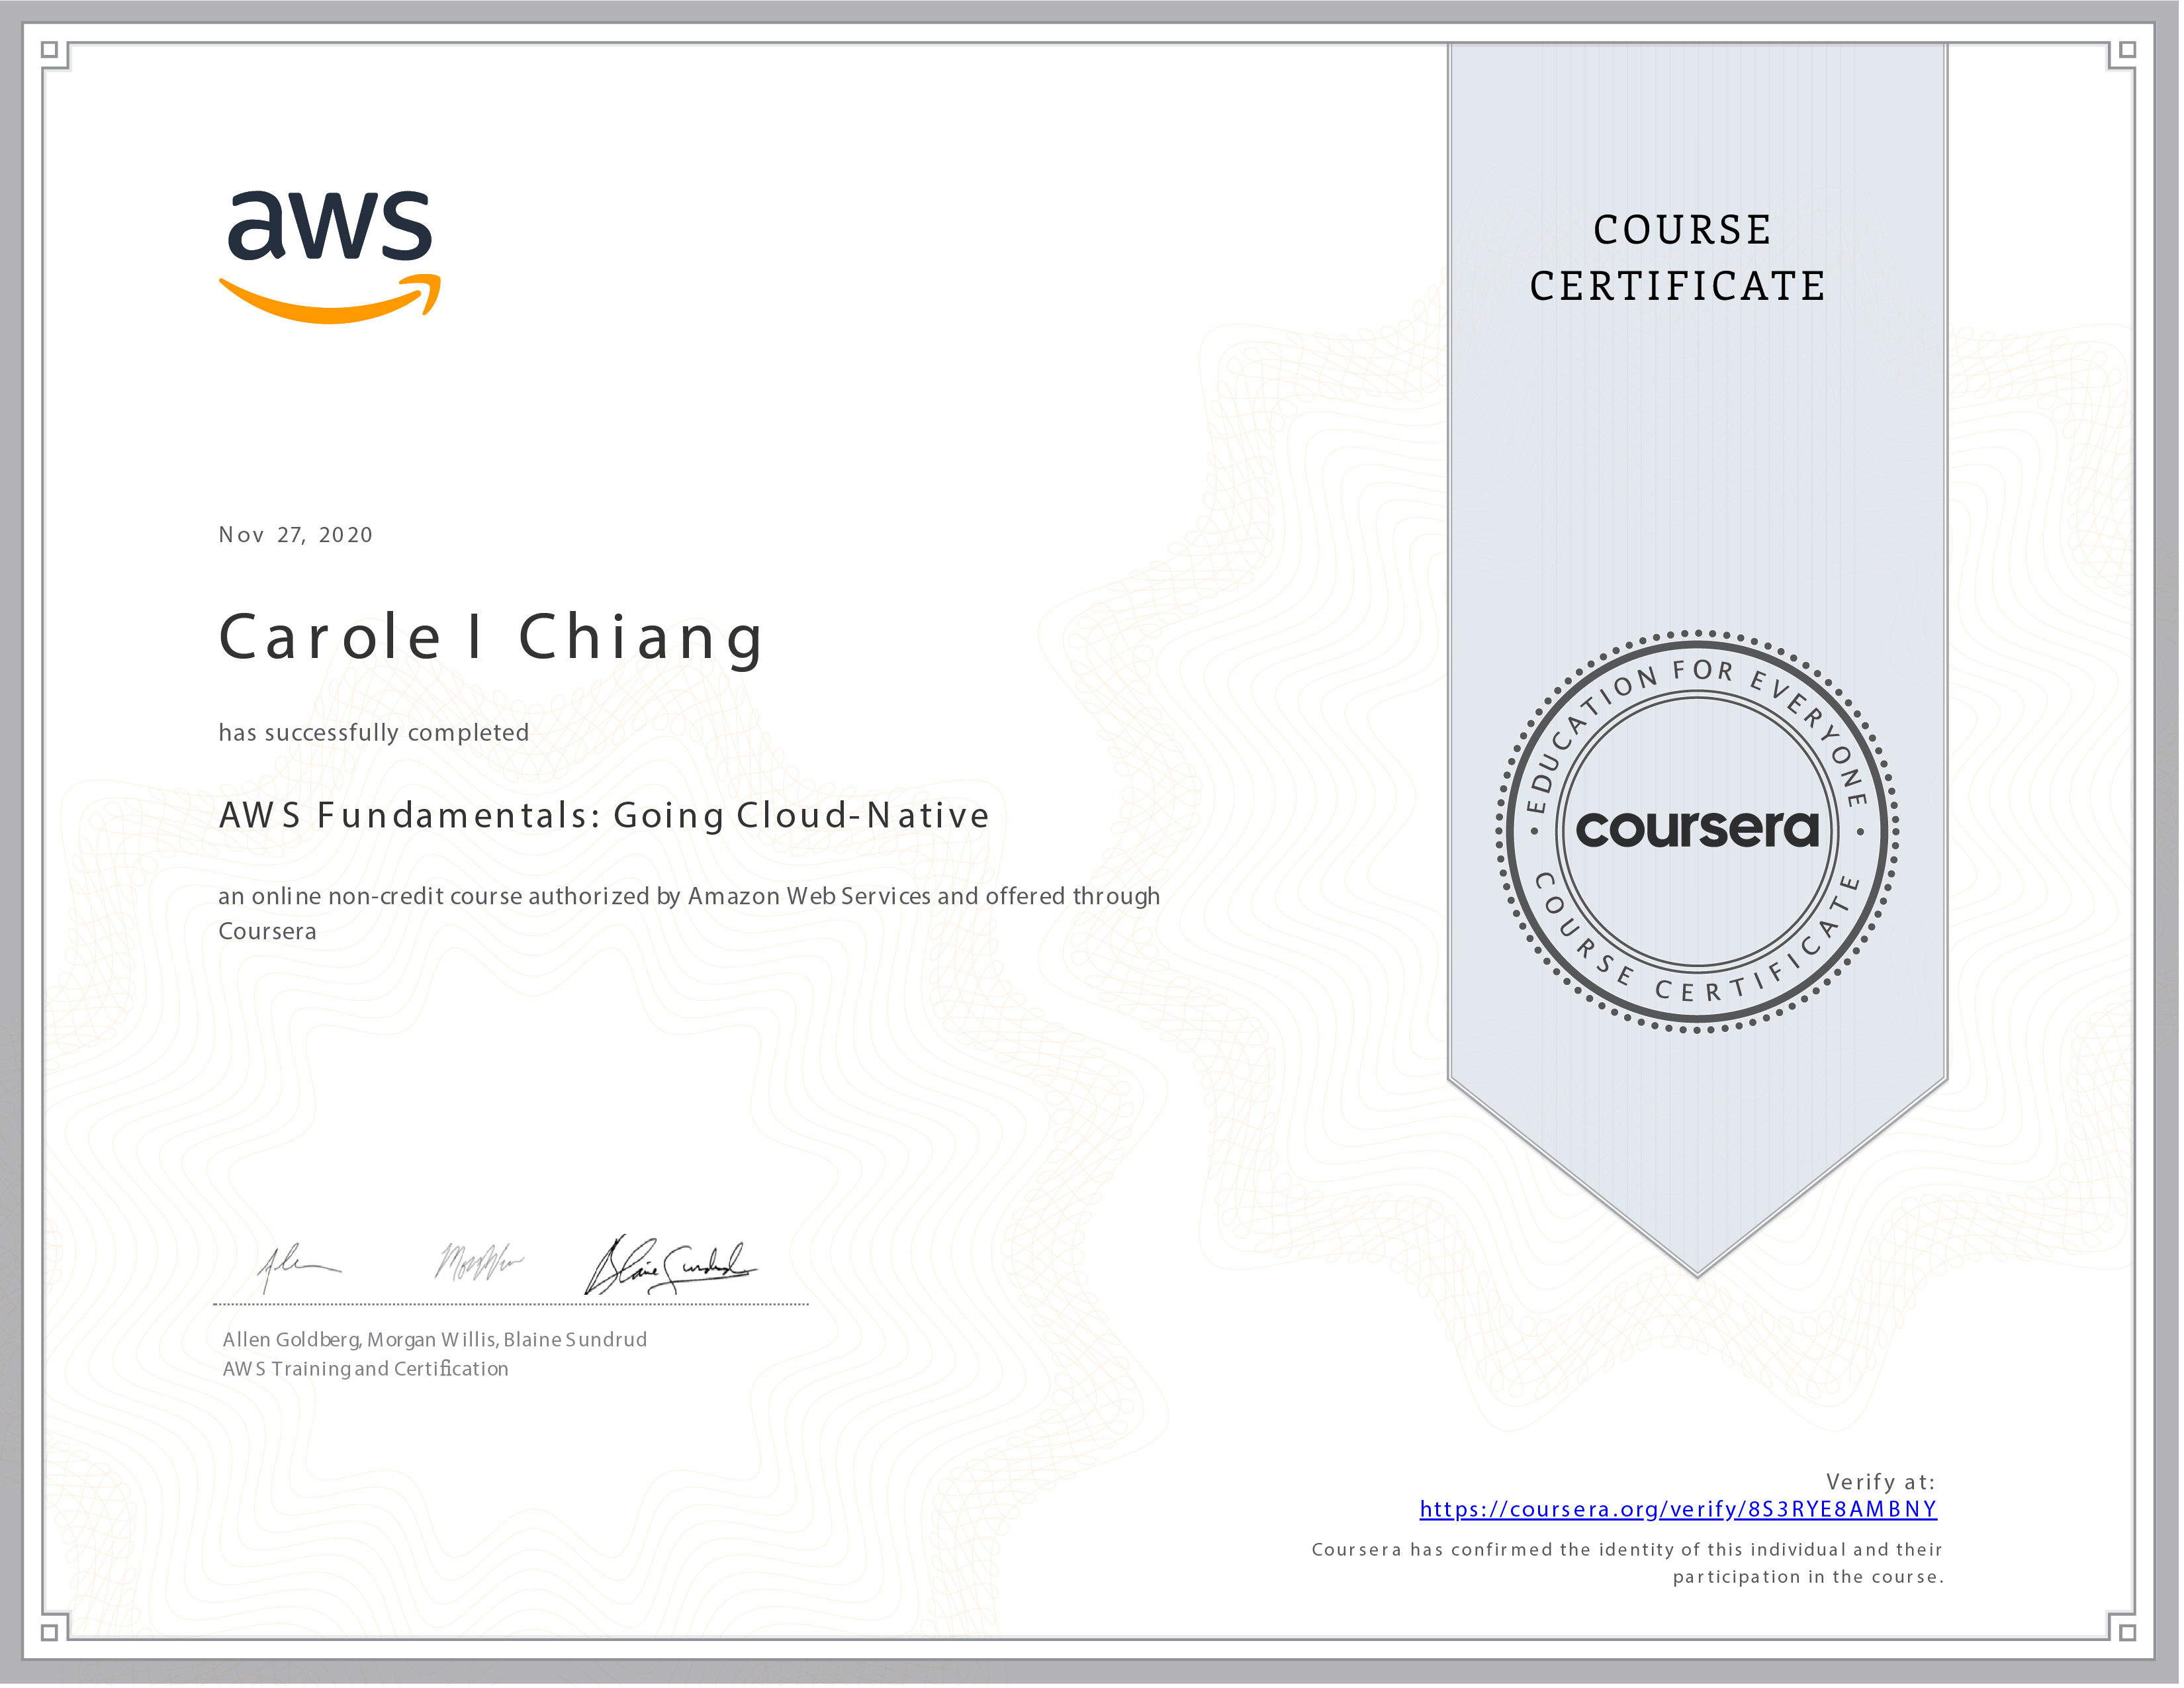 aws
COURSE
CERTIFICATE
Nov 27, 2020
Carole I Chiang
has successfully completed
AWS Fundamentals: Going Cloud-Native
an online non-credit course authorized by Amazon Web Services and offered through
Coursera
EDUCATION FOR EVERYONE
coursera
COURSE CERTIFICATE
Allen Goldberg, Morgan Willis, Blaine Sundrud
AWS Training and Certification
Verify at:
https://coursera.org/verify/8S3RYE8AMBNY
Coursera has confirmed the identity of this individual and their
participation in the course.